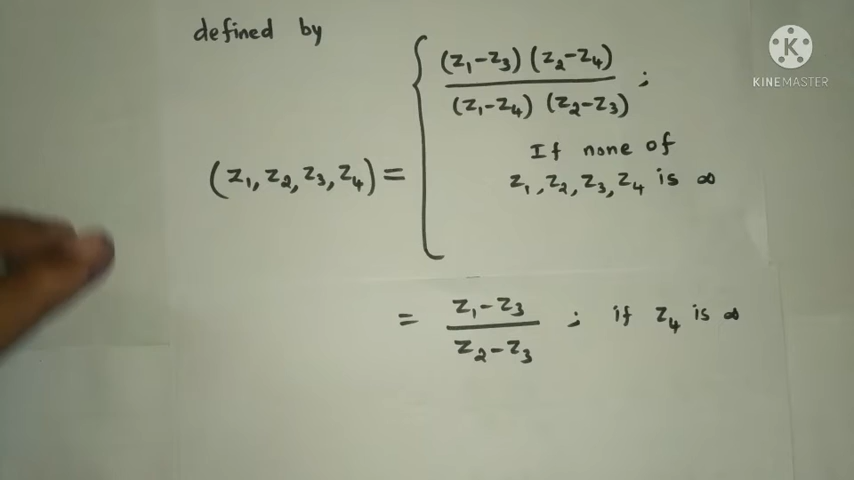 defined by
(z₁, z₂, z₃, z₄) = { (z₁-z₃) (z₂-z₄) / (z₁-z₄) (z₂-z₃) ;
If none of
z₁, z₂, z₃, z₄ is ∞
= z₁-z₃ / z₂-z₃ ; if z₄ is ∞
K
KINEMASTER